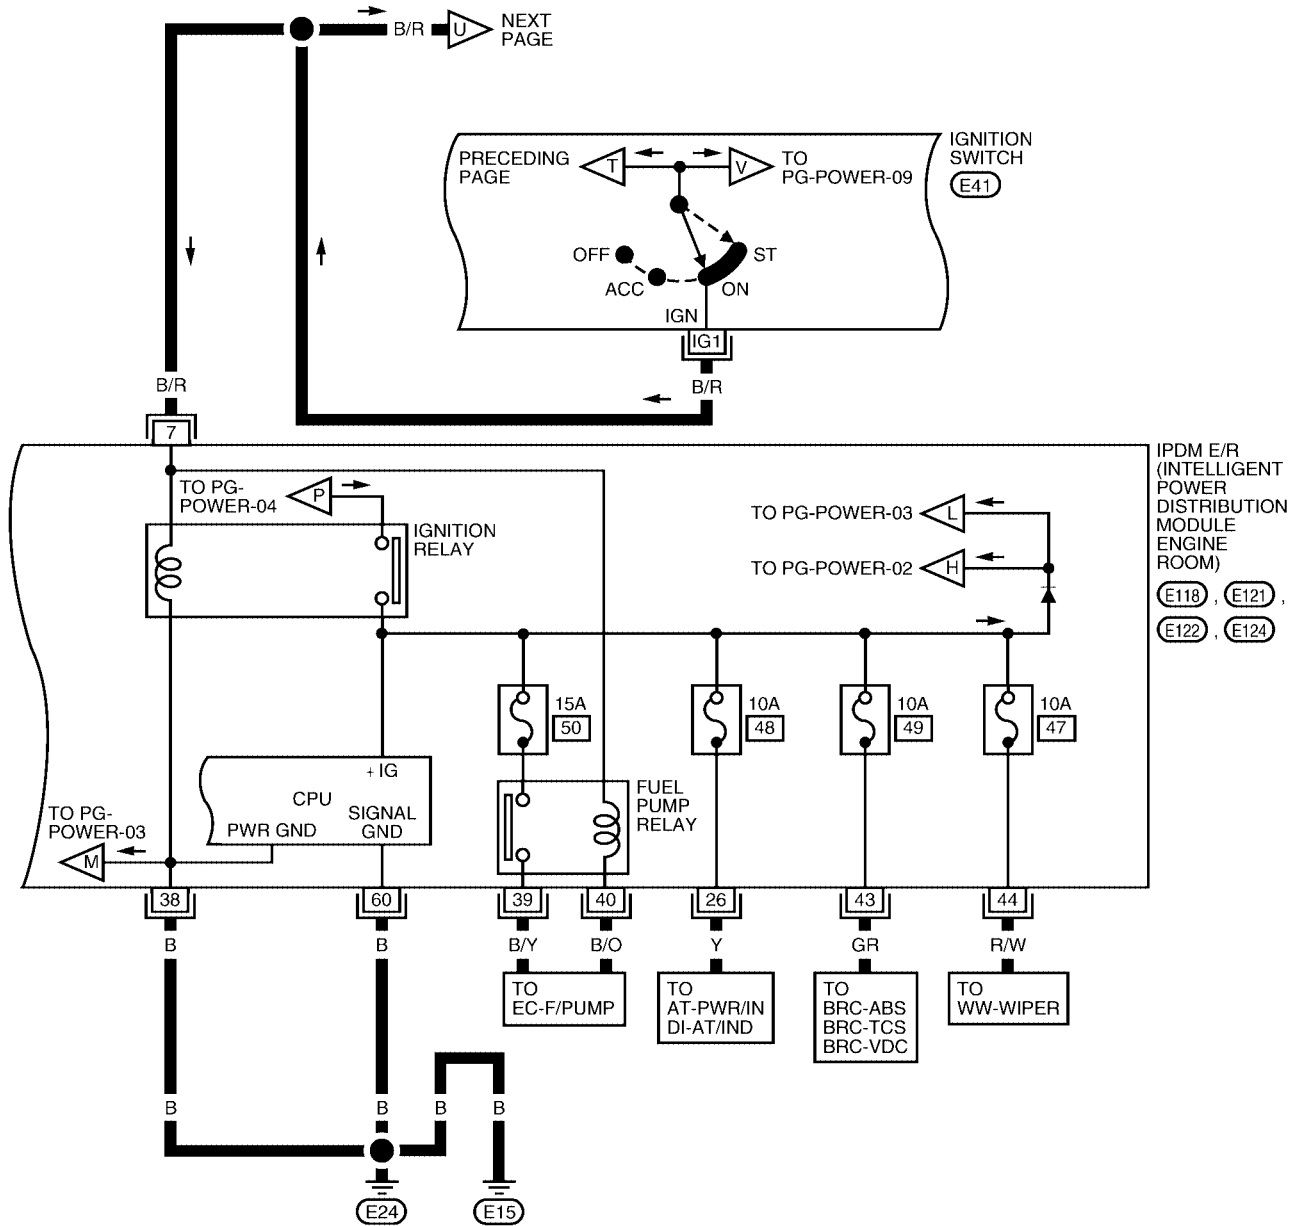 B/R
U
NEXT
PAGE
IGNITION
SWITCH
E41
PRECEDING
PAGE
T
V
TO
PG-POWER-09
OFF
ST
ACC
ON
IGN
IG1
B/R
B/R
7
IPDM E/R
(INTELLIGENT
POWER
DISTRIBUTION
MODULE
ENGINE
ROOM)
E118 , E121 ,
E122 , E124
TO PG-
POWER-04
P
IGNITION
RELAY
TO PG-POWER-03
L
TO PG-POWER-02
H
15A
50
10A
48
10A
49
10A
47
+ IG
CPU
SIGNAL
GND
PWR GND
FUEL
PUMP
RELAY
TO PG-
POWER-03
M
38
60
39
40
26
43
44
B
B
B/Y
B/O
Y
GR
R/W
TO
EC-F/PUMP
TO
AT-PWR/IN
DI-AT/IND
TO
BRC-ABS
BRC-TCS
BRC-VDC
TO
WW-WIPER
B
B
B
B
E24
E15